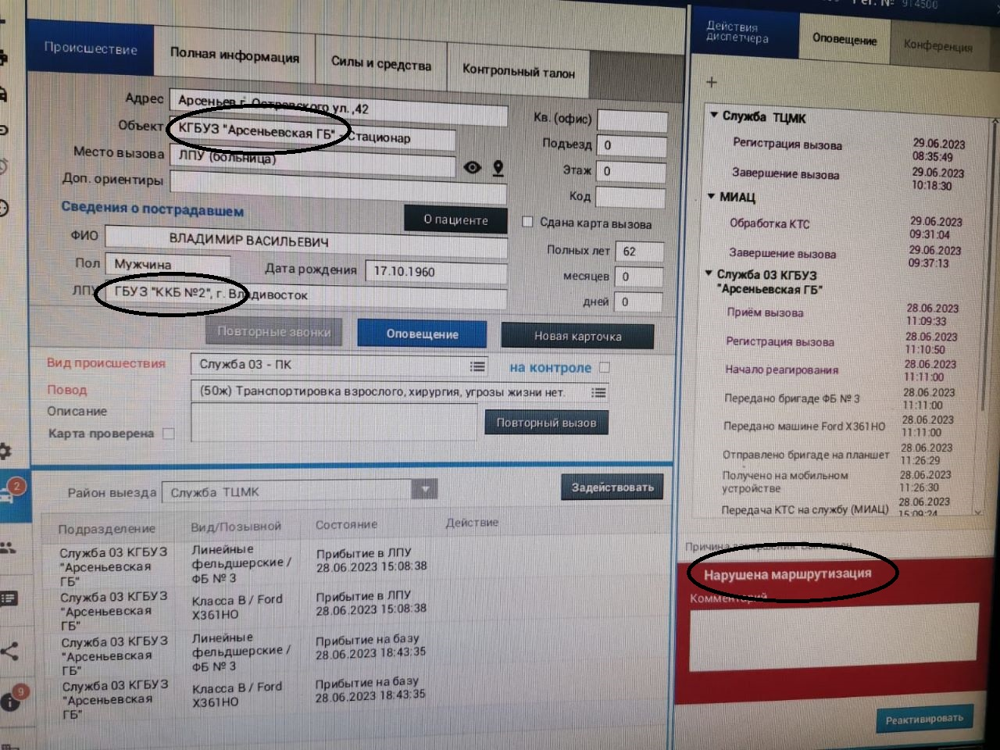 Рег. № 914500
Происшествие
Полная информация
Силы и средства
Контрольный талон
Действия диспетчера
Оповещение
Конференция
Адрес Арсеньев г. Островского ул.,42
Объект КГБУЗ "Арсеньевская ГБ" - Стационар
Место вызова ЛПУ (больница)
Доп. ориентиры
Кв. (офис)
Подъезд 0
Этаж 0
Код
Сведения о пострадавшем
О пациенте
Сдана карта вызова
ФИО ВЛАДИМИР ВАСИЛЬЕВИЧ
Полных лет 62
Пол Мужчина
Дата рождения 17.10.1960
месяцев 0
ЛПУ ГБУЗ "ККБ №2", г. Владивосток
дней 0
Повторные звонки
Оповещение
Новая карточка
Вид происшествия Служба 03 - ПК
на контроле
Повод (50ж) Транспортировка взрослого, хирургия, угрозы жизни нет.
Описание
Повторный вызов
Карта проверена
2
Район выезда Служба ТЦМК
Задействовать
Подразделение Вид/Позывной Состояние Действие
Служба 03 КГБУЗ "Арсеньевская ГБ" Линейные фельдшерские / ФБ № 3 Прибытие в ЛПУ 28.06.2023 15:08:38
Служба 03 КГБУЗ "Арсеньевская ГБ" Класса B / Ford X361HO Прибытие в ЛПУ 28.06.2023 15:08:38
Служба 03 КГБУЗ "Арсеньевская ГБ" Линейные фельдшерские / ФБ № 3 Прибытие на базу 28.06.2023 18:43:35
Служба 03 КГБУЗ "Арсеньевская ГБ" Класса B / Ford X361HO Прибытие на базу 28.06.2023 18:43:35
9
+
Служба ТЦМК
Регистрация вызова 29.06.2023 08:35:49
Завершение вызова 29.06.2023 10:18:30
МИАЦ
Обработка КТС 29.06.2023 09:31:04
Завершение вызова 29.06.2023 09:37:13
Служба 03 КГБУЗ "Арсеньевская ГБ"
Приём вызова 28.06.2023 11:09:33
Регистрация вызова 28.06.2023 11:10:50
Начало реагирования 28.06.2023 11:11:00
Передано бригаде ФБ № 3 28.06.2023 11:11:00
Передано машине Ford X361HO 28.06.2023 11:11:00
Отправлено бригаде на планшет 28.06.2023 11:26:29
Получено на мобильном устройстве 28.06.2023 11:26:30
Передача КТС на службу (МИАЦ) 28.06.2023 15:09:24
Причина завершения: Выполнен
Нарушена маршрутизация
Комментарий
Реактивировать